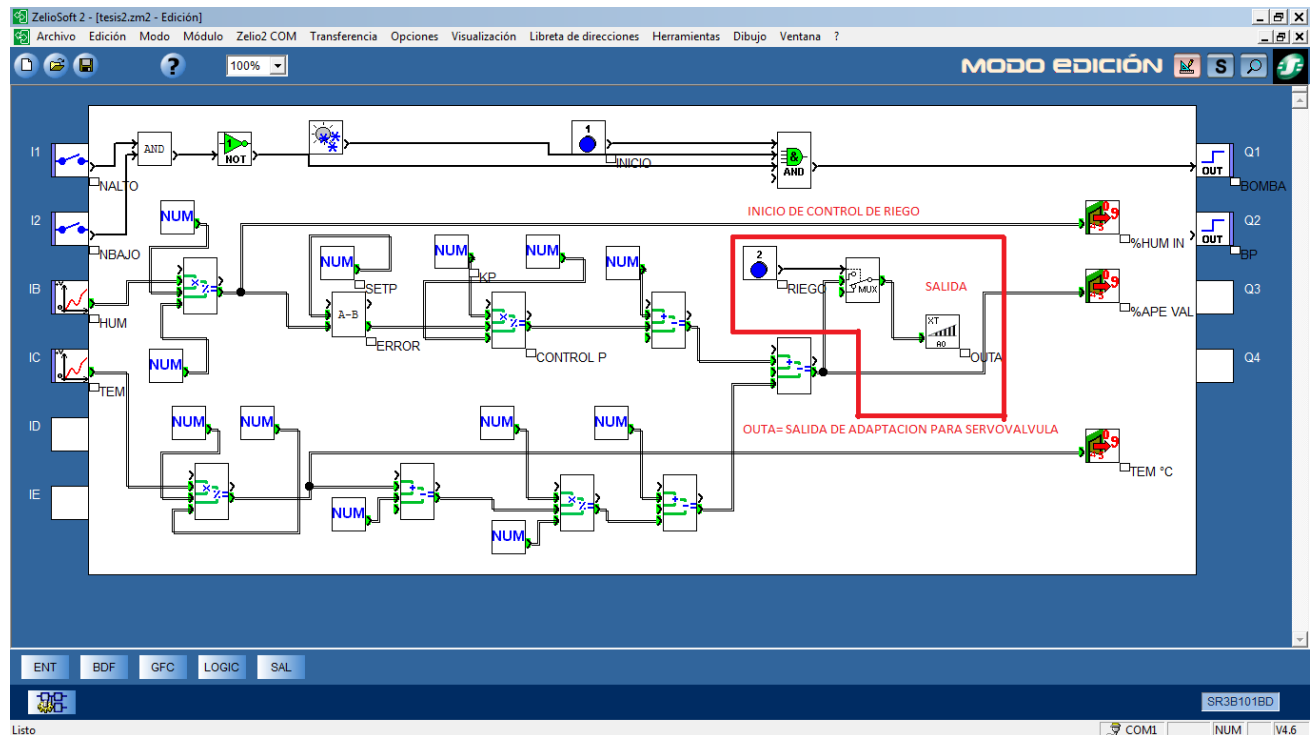 ZelioSoft 2 - [tesis2.zm2 - Edición]
Archivo Edición Modo Módulo Zelio2 COM Transferencia Opciones Visualización Libreta de direcciones Herramientas Dibujo Ventana ?
100%
MODO EDICIÓN
S
I1
NALTO
AND
NOT
1
INICIO
&
AND
OUT
Q1
BOMBA
I2
NBAJO
NUM
INICIO DE CONTROL DE RIEGO
%HUM IN
OUT
Q2
BP
NUM
SETP
NUM
KP
NUM
NUM
2
RIEGO
MUX
SALIDA
IB
HUM
A-B
ERROR
CONTROL P
XT
AO
OUTA
%APE VAL
Q3
IC
TEM
NUM
Q4
NUM
NUM
NUM
NUM
OUTA= SALIDA DE ADAPTACION PARA SERVOVALVULA
TEM °C
ID
IE
NUM
NUM
ENT BDF GFC LOGIC SAL
SR3B101BD
Listo
COM1 NUM V4.6